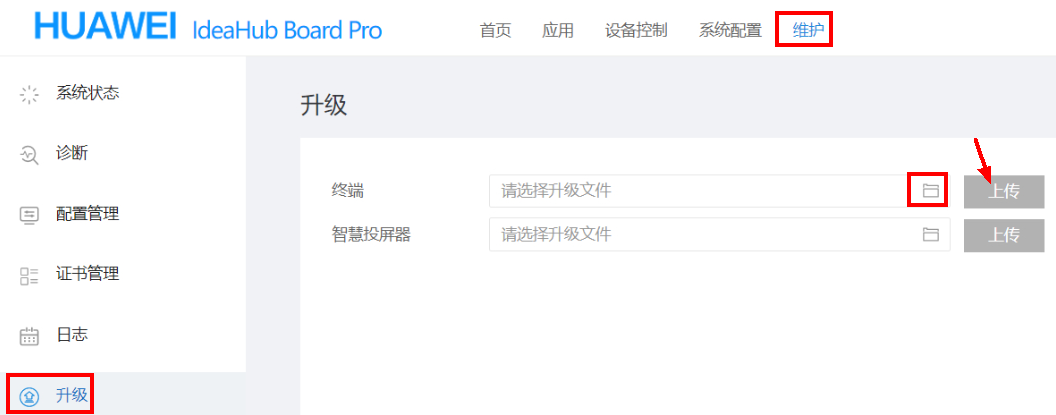 HUAWEI IdeaHub Board Pro 首页 应用 设备控制 系统配置 维护
系统状态
诊断
配置管理
证书管理
日志
升级
升级
终端 请选择升级文件 上传
智慧投屏器 请选择升级文件 上传